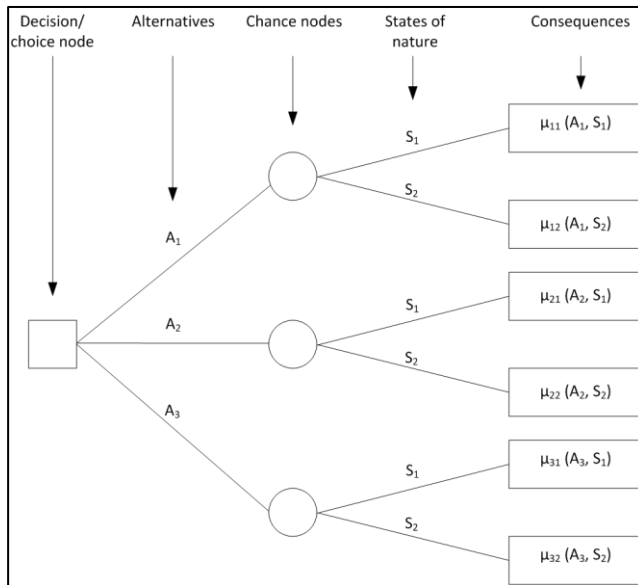 Decision/ choice node
Alternatives
Chance nodes
States of nature
Consequences
S₁
μ₁₁ (A₁, S₁)
S₂
μ₁₂ (A₁, S₂)
A₁
S₁
μ₂₁ (A₂, S₁)
A₂
S₂
μ₂₂ (A₂, S₂)
A₃
S₁
μ₃₁ (A₃, S₁)
S₂
μ₃₂ (A₃, S₂)